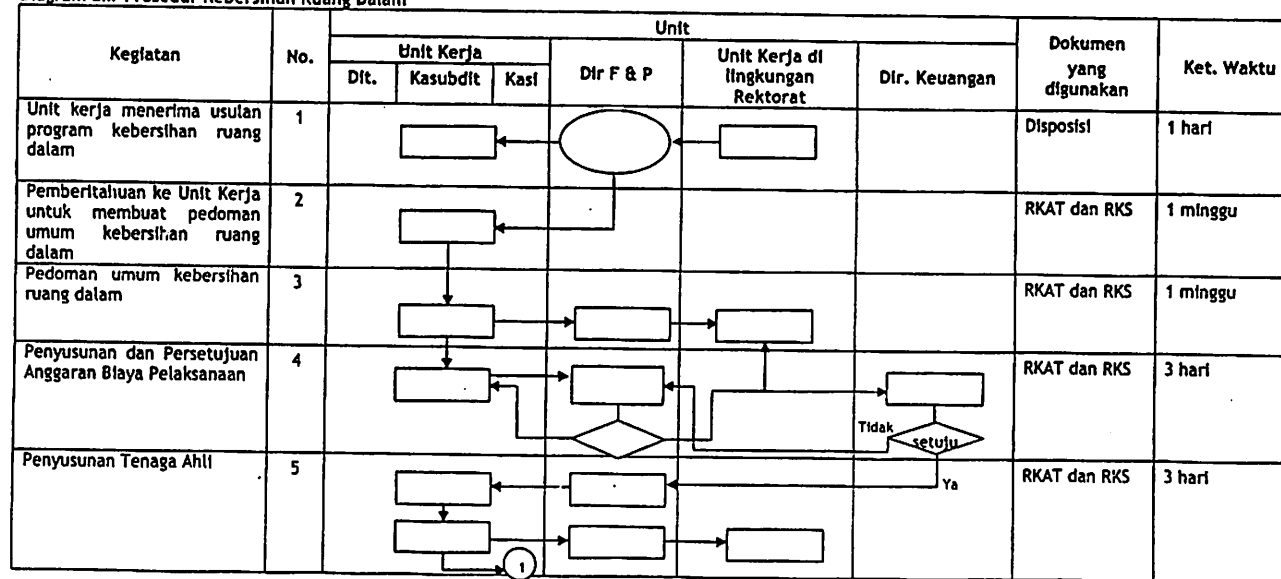 Prosedur Kebersihan Ruang Dalam
Kegiatan
No.
Unit
Dokumen
yang
digunakan
Ket. Waktu
Unit Kerja
Dir F & P
Unit Kerja di
lingkungan
Rektorat
Dir. Keuangan
Dit.
Kasubdit
Kasi
Unit kerja menerima usulan
program kebersihan ruang
dalam
1
Disposisi
1 hari
Pemberitahuan ke Unit Kerja
untuk membuat pedoman
umum kebersihan ruang
dalam
2
RKAT dan RKS
1 minggu
Pedoman umum kebersihan
ruang dalam
3
RKAT dan RKS
1 minggu
Penyusunan dan Persetujuan
Anggaran Biaya Pelaksanaan
4
RKAT dan RKS
3 hari
Tidak
setuju
Penyusunan Tenaga Ahli
5
Ya
RKAT dan RKS
3 hari
1